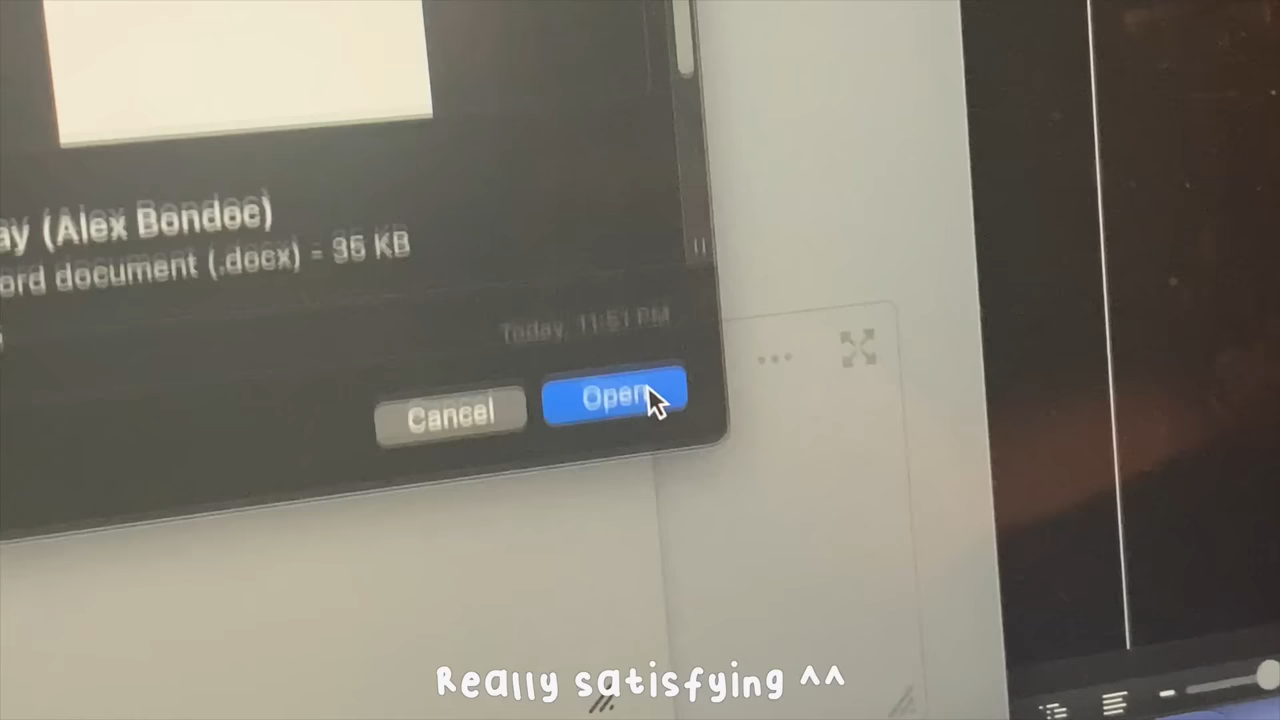 ay (Alex Bondoc)
ord document (.docx) - 35 KB
Today, 11:51 PM
Cancel
Open
Really satisfying ^^